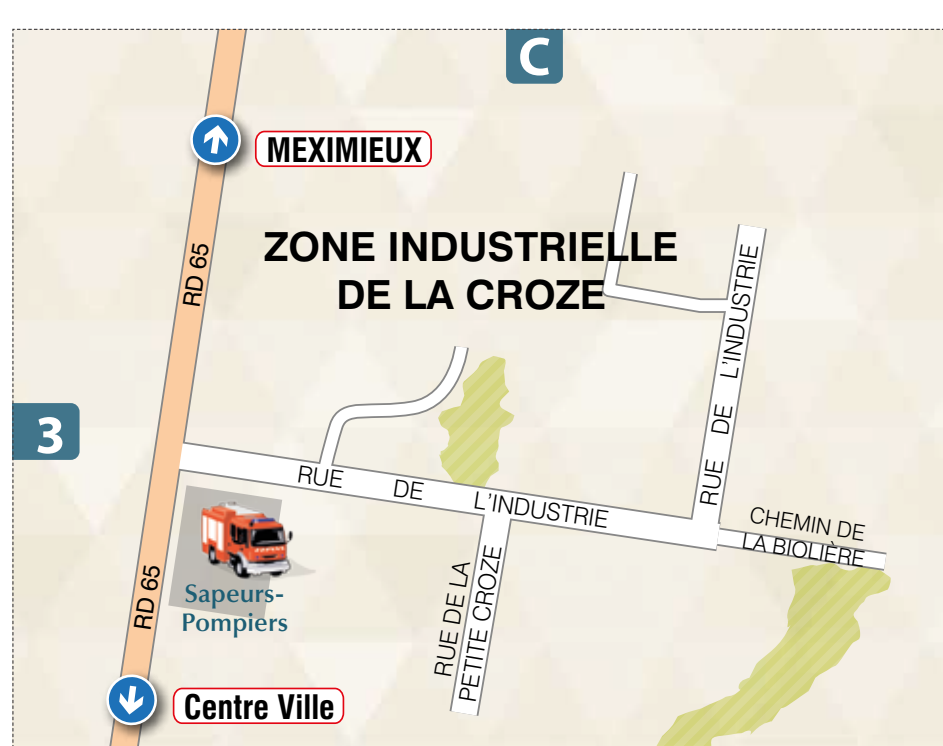 C
MEXIMIEUX
ZONE INDUSTRIELLE
DE LA CROZE
RD 65
RUE DE L'INDUSTRIE
3
RUE DE L'INDUSTRIE
CHEMIN DE
LA BIOLIÈRE
Sapeurs-
Pompiers
RD 65
RUE DE LA
PETITE CROZE
Centre Ville